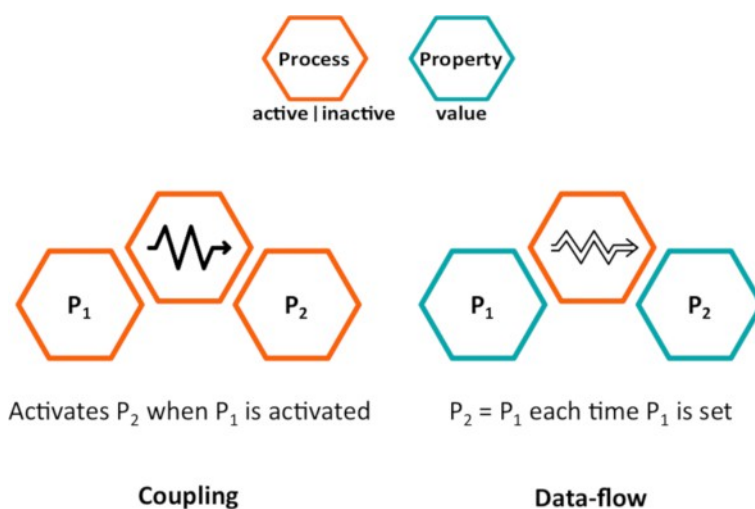 Process
Property
active | inactive
value
P₁
P₂
P₁
P₂
Activates P₂ when P₁ is activated
P₂ = P₁ each time P₁ is set
Coupling
Data-flow